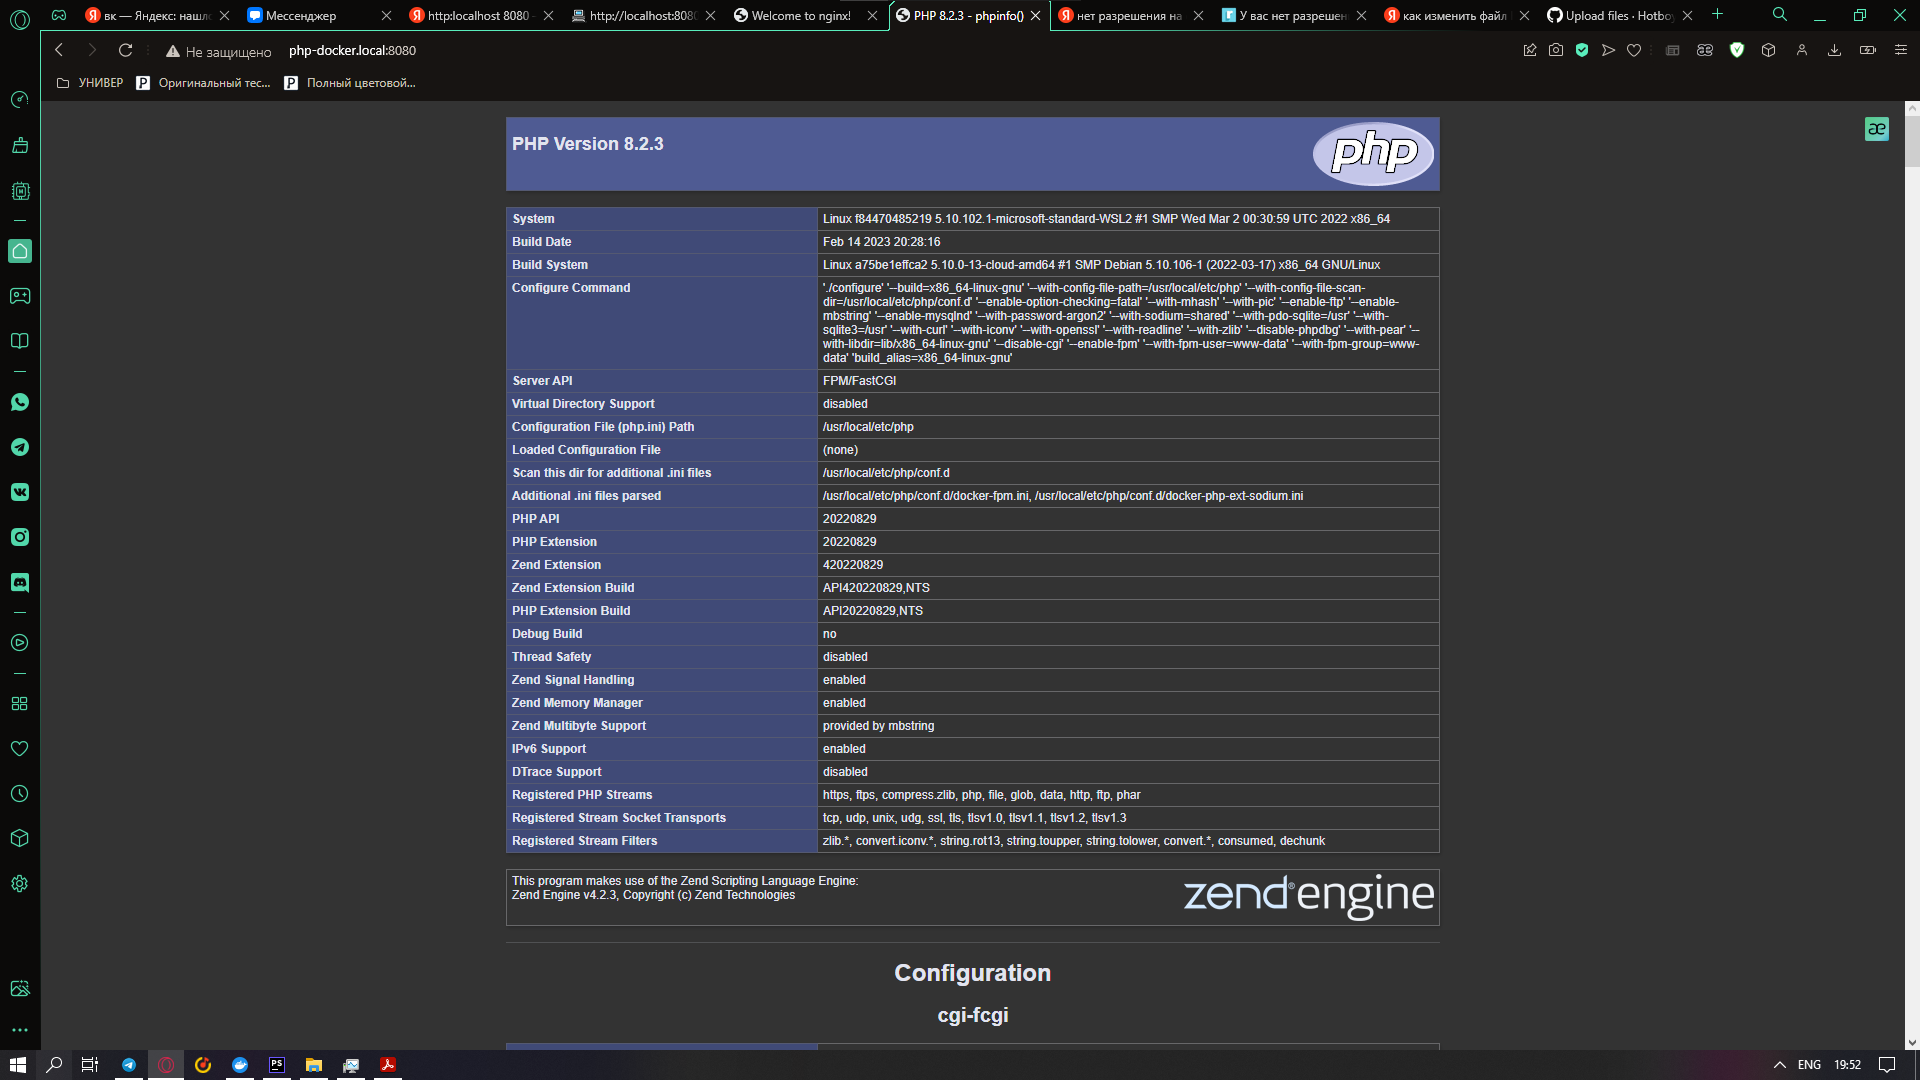 вк — Яндекс: нашло
Мессенджер
http:localhost 8080 -
http://localhost:8080
Welcome to nginx!
PHP 8.2.3 - phpinfo()
нет разрешения на
У вас нет разрешен
как изменить файл
Upload files · Hotboy
Не защищено
php-docker.local:8080
УНИВЕР
Оригинальный тес...
Полный цветовой...
PHP Version 8.2.3
php
System Linux f84470485219 5.10.102.1-microsoft-standard-WSL2 #1 SMP Wed Mar 2 00:30:59 UTC 2022 x86_64
Build Date Feb 14 2023 20:28:16
Build System Linux a75be1effca2 5.10.0-13-cloud-amd64 #1 SMP Debian 5.10.106-1 (2022-03-17) x86_64 GNU/Linux
Configure Command './configure' '--build=x86_64-linux-gnu' '--with-config-file-path=/usr/local/etc/php' '--with-config-file-scan-
dir=/usr/local/etc/php/conf.d' '--enable-option-checking=fatal' '--with-mhash' '--with-pic' '--enable-ftp' '--enable-
mbstring' '--enable-mysqlnd' '--with-password-argon2' '--with-sodium=shared' '--with-pdo-sqlite=/usr' '--with-
sqlite3=/usr' '--with-curl' '--with-iconv' '--with-openssl' '--with-readline' '--with-zlib' '--disable-phpdbg' '--with-pear' '--
with-libdir=lib/x86_64-linux-gnu' '--disable-cgi' '--enable-fpm' '--with-fpm-user=www-data' '--with-fpm-group=www-
data' 'build_alias=x86_64-linux-gnu'
Server API FPM/FastCGI
Virtual Directory Support disabled
Configuration File (php.ini) Path /usr/local/etc/php
Loaded Configuration File (none)
Scan this dir for additional .ini files /usr/local/etc/php/conf.d
Additional .ini files parsed /usr/local/etc/php/conf.d/docker-fpm.ini, /usr/local/etc/php/conf.d/docker-php-ext-sodium.ini
PHP API 20220829
PHP Extension 20220829
Zend Extension 420220829
Zend Extension Build API420220829,NTS
PHP Extension Build API20220829,NTS
Debug Build no
Thread Safety disabled
Zend Signal Handling enabled
Zend Memory Manager enabled
Zend Multibyte Support provided by mbstring
IPv6 Support enabled
DTrace Support disabled
Registered PHP Streams https, ftps, compress.zlib, php, file, glob, data, http, ftp, phar
Registered Stream Socket Transports tcp, udp, unix, udg, ssl, tls, tlsv1.0, tlsv1.1, tlsv1.2, tlsv1.3
Registered Stream Filters zlib.*, convert.iconv.*, string.rot13, string.toupper, string.tolower, convert.*, consumed, dechunk
This program makes use of the Zend Scripting Language Engine:
Zend Engine v4.2.3, Copyright (c) Zend Technologies
zend engine
Configuration
cgi-fcgi
ENG
19:52